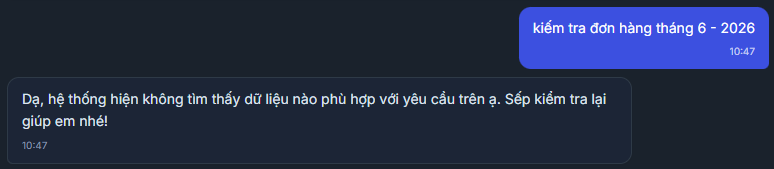 kiếm tra đơn hàng tháng 6 - 2026
10:47
Dạ, hệ thống hiện không tìm thấy dữ liệu nào phù hợp với yêu cầu trên ạ. Sếp kiểm tra lại
giúp em nhé!
10:47